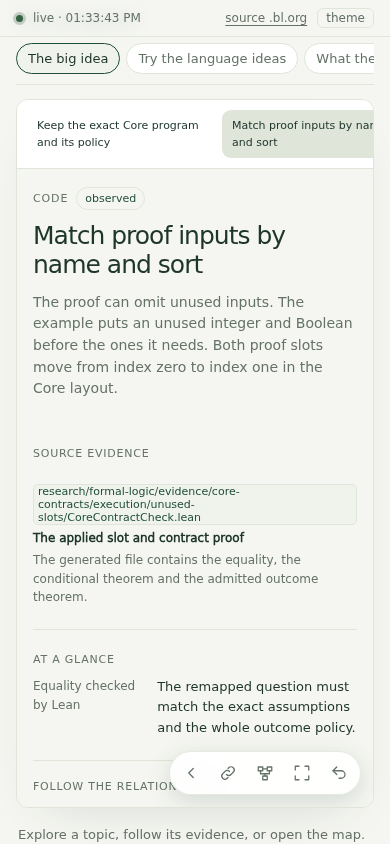 live · 01:33:43 PM
source .bl.org
theme
The big idea
Try the language ideas
What the
Keep the exact Core program
and its policy
Match proof inputs by nam
and sort
CODE
observed
Match proof inputs by
name and sort
The proof can omit unused inputs. The
example puts an unused integer and Boolean
before the ones it needs. Both proof slots
move from index zero to index one in the
Core layout.
SOURCE EVIDENCE
research/formal-logic/evidence/core-
contracts/execution/unused-
slots/CoreContractCheck.lean
The applied slot and contract proof
The generated file contains the equality, the
conditional theorem and the admitted outcome
theorem.
AT A GLANCE
Equality checked
by Lean
The remapped question must
match the exact assumptions
and the whole outcome policy.
FOLLOW THE RELATION
Explore a topic, follow its evidence, or open the map.